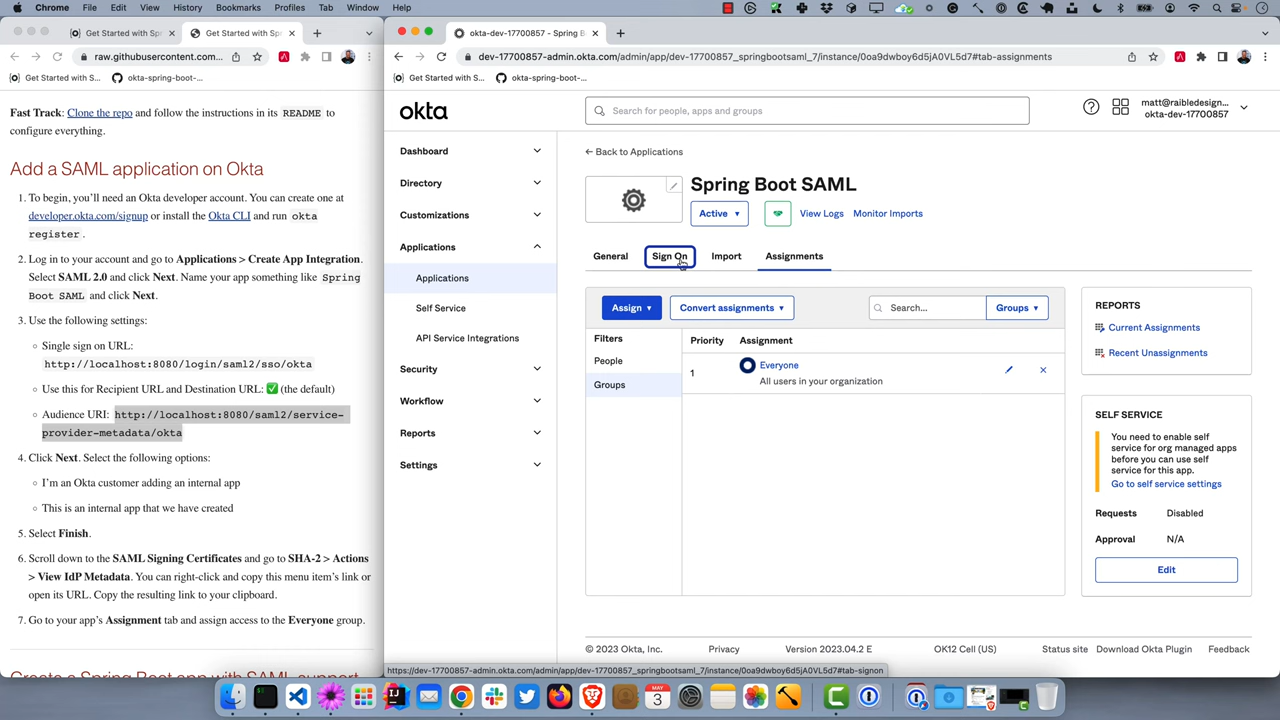 Chrome File Edit View History Bookmarks Profiles Tab Window Help
Get Started with Spr
Get Started with Spr
raw.githubusercontent.com...
Get Started with S...
okta-spring-boot-...
Fast Track: Clone the repo and follow the instructions in its README to
configure everything.
Add a SAML application on Okta
1. To begin, you'll need an Okta developer account. You can create one at
developer.okta.com/signup or install the Okta CLI and run okta
register .
2. Log in to your account and go to Applications > Create App Integration.
Select SAML 2.0 and click Next. Name your app something like Spring
Boot SAML and click Next.
3. Use the following settings:
Single sign on URL:
http://localhost:8080/login/saml2/sso/okta
Use this for Recipient URL and Destination URL: ✅ (the default)
Audience URI: http://localhost:8080/saml2/service-
provider-metadata/okta
4. Click Next. Select the following options:
I'm an Okta customer adding an internal app
This is an internal app that we have created
5. Select Finish.
6. Scroll down to the SAML Signing Certificates and go to SHA-2 > Actions
> View IdP Metadata. You can right-click and copy this menu item's link or
open its URL. Copy the resulting link to your clipboard.
7. Go to your app's Assignment tab and assign access to the Everyone group.
okta-dev-17700857 - Spring B
dev-17700857-admin.okta.com/admin/app/dev-17700857_springbootsaml_7/instance/0oa9dwboy6d5jA0VL5d7#tab-assignments
Get Started with S...
okta-spring-boot-...
okta
Search for people, apps and groups
matt@raibledesign...
okta-dev-17700857
Dashboard
Directory
Customizations
Applications
Applications
Self Service
API Service Integrations
Security
Workflow
Reports
Settings
← Back to Applications
Spring Boot SAML
Active ▼
View Logs
Monitor Imports
General
Sign On
Import
Assignments
Assign ▼
Convert assignments ▼
Search...
Groups ▼
Filters
People
Groups
Priority
Assignment
1
Everyone
All users in your organization
REPORTS
Current Assignments
Recent Unassignments
SELF SERVICE
You need to enable self
service for org managed apps
before you can use self
service for this app.
Go to self service settings
Requests Disabled
Approval N/A
Edit
© 2023 Okta, Inc.
Privacy
Version 2023.04.2 E
OK12 Cell (US)
Status site
Download Okta Plugin
Feedback
https://dev-17700857-admin.okta.com/admin/app/dev-17700857_springbootsaml_7/instance/0oa9dwboy6d5jA0VL5d7#tab-signon
MAY
3